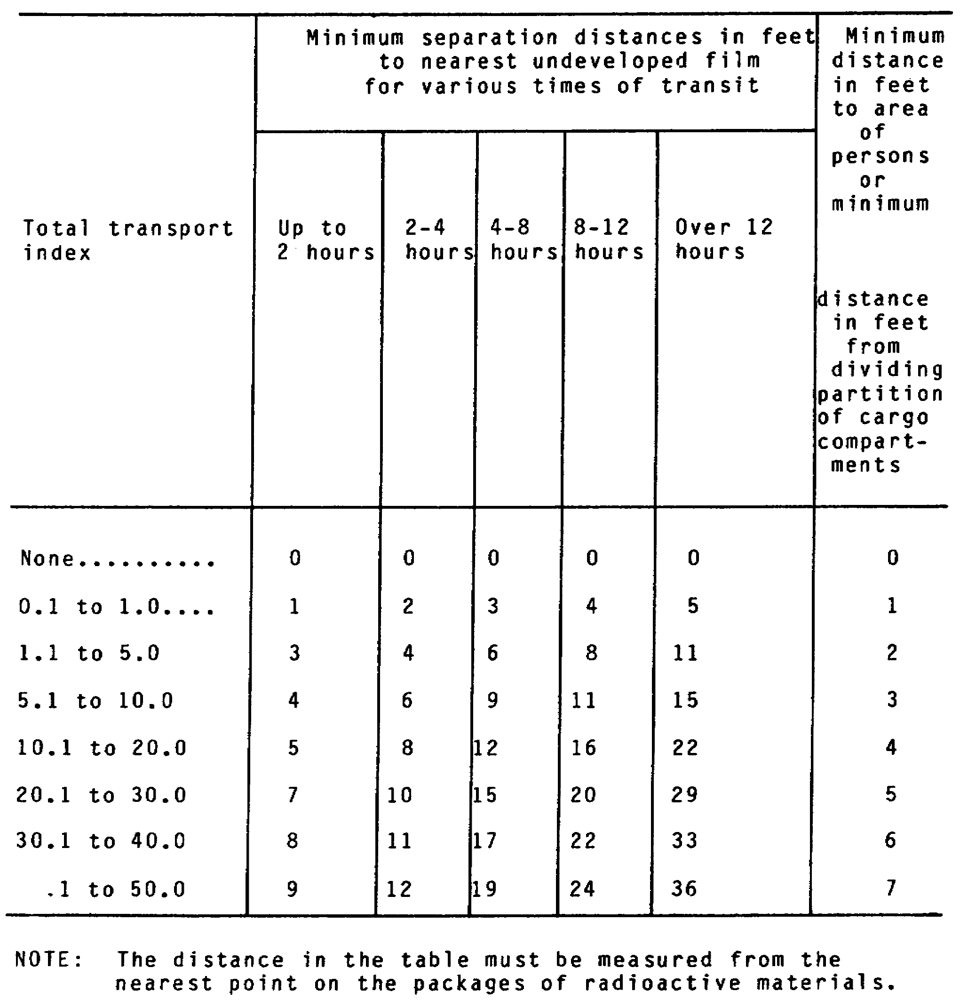 Minimum separation distances in feet
to nearest undeveloped film
for various times of transit
Minimum
distance
in feet
to area
of
persons
or
minimum
distance
in feet
from
dividing
partition
of cargo
compart-
ments
Total transport
index
Up to
2 hours
2-4
hours
4-8
hours
8-12
hours
Over 12
hours
None.......... 0 0 0 0 0 0
0.1 to 1.0.... 1 2 3 4 5 1
1.1 to 5.0 3 4 6 8 11 2
5.1 to 10.0 4 6 9 11 15 3
10.1 to 20.0 5 8 12 16 22 4
20.1 to 30.0 7 10 15 20 29 5
30.1 to 40.0 8 11 17 22 33 6
.1 to 50.0 9 12 19 24 36 7
NOTE: The distance in the table must be measured from the
nearest point on the packages of radioactive materials.